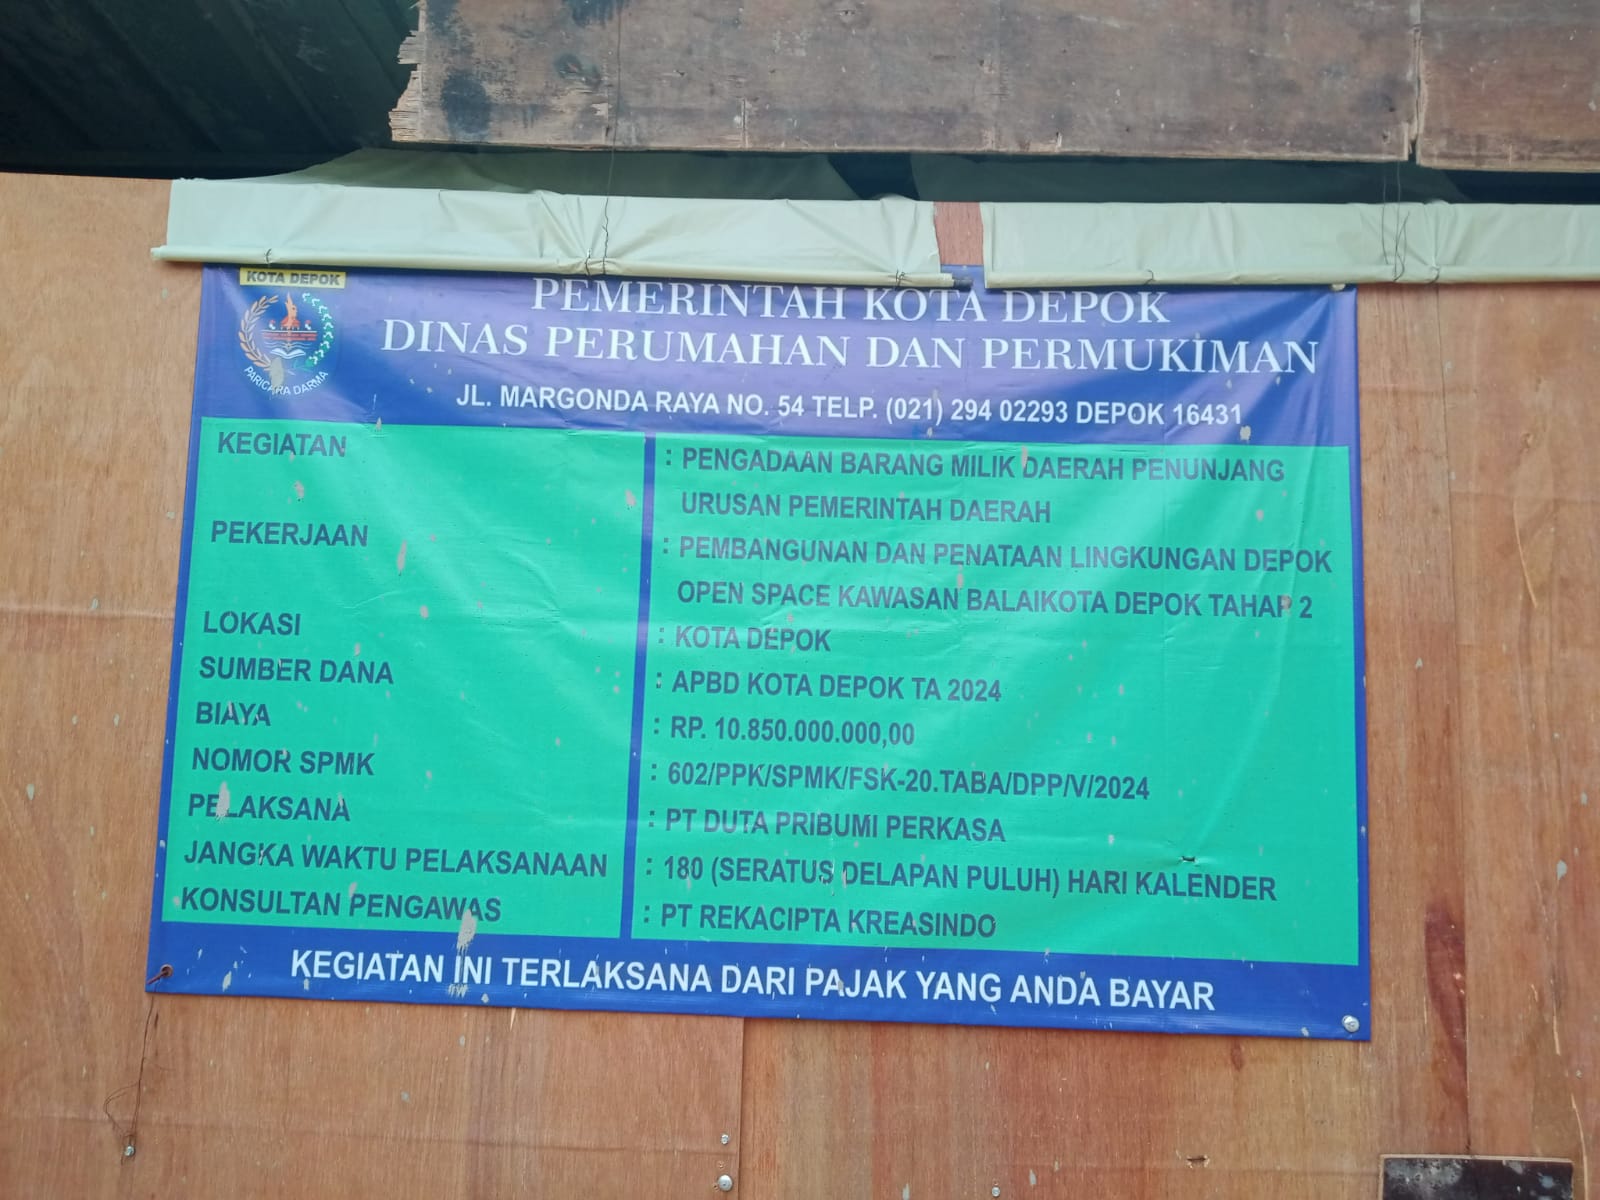 KOTA DEPOK
PARICARA DARMA
PEMERINTAH KOTA DEPOK
DINAS PERUMAHAN DAN PERMUKIMAN
JL. MARGONDA RAYA NO. 54 TELP. (021) 294 02293 DEPOK 16431
KEGIATAN : PENGADAAN BARANG MILIK DAERAH PENUNJANG
URUSAN PEMERINTAH DAERAH
PEKERJAAN : PEMBANGUNAN DAN PENATAAN LINGKUNGAN DEPOK
OPEN SPACE KAWASAN BALAIKOTA DEPOK TAHAP 2
LOKASI : KOTA DEPOK
SUMBER DANA : APBD KOTA DEPOK TA 2024
BIAYA : RP. 10.850.000.000,00
NOMOR SPMK : 602/PPK/SPMK/FSK-20.TABA/DPP/V/2024
PELAKSANA : PT DUTA PRIBUMI PERKASA
JANGKA WAKTU PELAKSANAAN : 180 (SERATUS DELAPAN PULUH) HARI KALENDER
KONSULTAN PENGAWAS : PT REKACIPTA KREASINDO
KEGIATAN INI TERLAKSANA DARI PAJAK YANG ANDA BAYAR